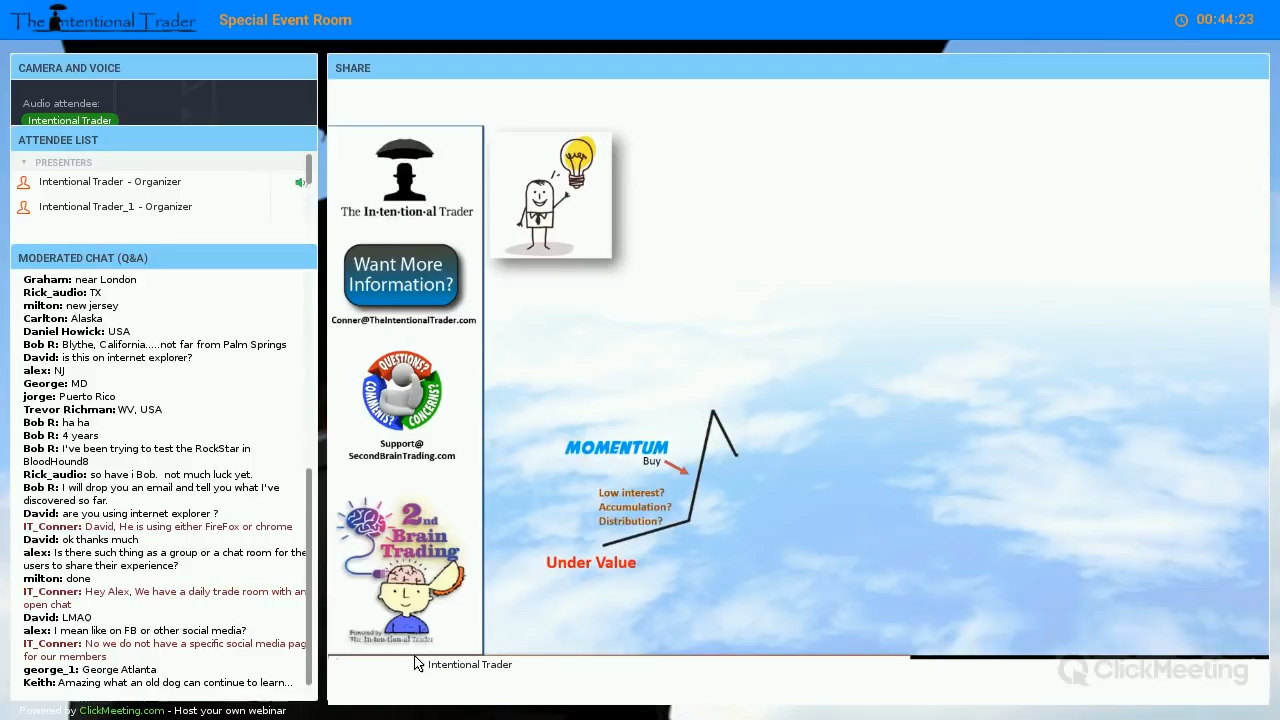 The Intentional Trader
Special Event Room
00:44:23
CAMERA AND VOICE
Audio attendee:
Intentional Trader
ATTENDEE LIST
PRESENTERS
Intentional Trader - Organizer
Intentional Trader_1 - Organizer
MODERATED CHAT (Q&A)
Graham: near London
Rick_audio: TX
milton: new jersey
Carlton: Alaska
Daniel Howick: USA
Bob R: Blythe, California.....not far from Palm Springs
David: is this on internet explorer?
alex: NJ
George: MD
jorge: Puerto Rico
Trevor Richman: WV, USA
Bob R: ha ha
Bob R: 4 years
Bob R: I've been trying to test the RockStar in
BloodHound8
Rick_audio: so have i Bob.  not much luck yet.
Bob R: I will drop you an email and tell you what I've
discovered so far.
David: are you using internet explorer ?
IT_Conner: David, He is using either FireFox or chrome
David: ok thanks much
alex: Is there such thing as a group or a chat room for the
users to share their experience?
milton: done
IT_Conner: Hey Alex, We have a daily trade room with an
open chat
David: LMAO
alex: I mean like on FB or other social media?
IT_Conner: No we do not have a specific social media pag
for our members
george_1: George Atlanta
Keith: Amazing what an old dog can continue to learn...
Powered by ClickMeeting.com - Host your own webinar
SHARE
The In·ten·tion·al Trader
Want More
Information?
Conner@TheIntentionalTrader.com
QUESTIONS?
COMMENTS?
CONCERNS?
Support@
SecondBrainTrading.com
2nd
Brain
Trading
Powered by
The In·ten·tion·al Trader
MOMENTUM
Buy
Low interest?
Accumulation?
Distribution?
Under Value
Intentional Trader
ClickMeeting